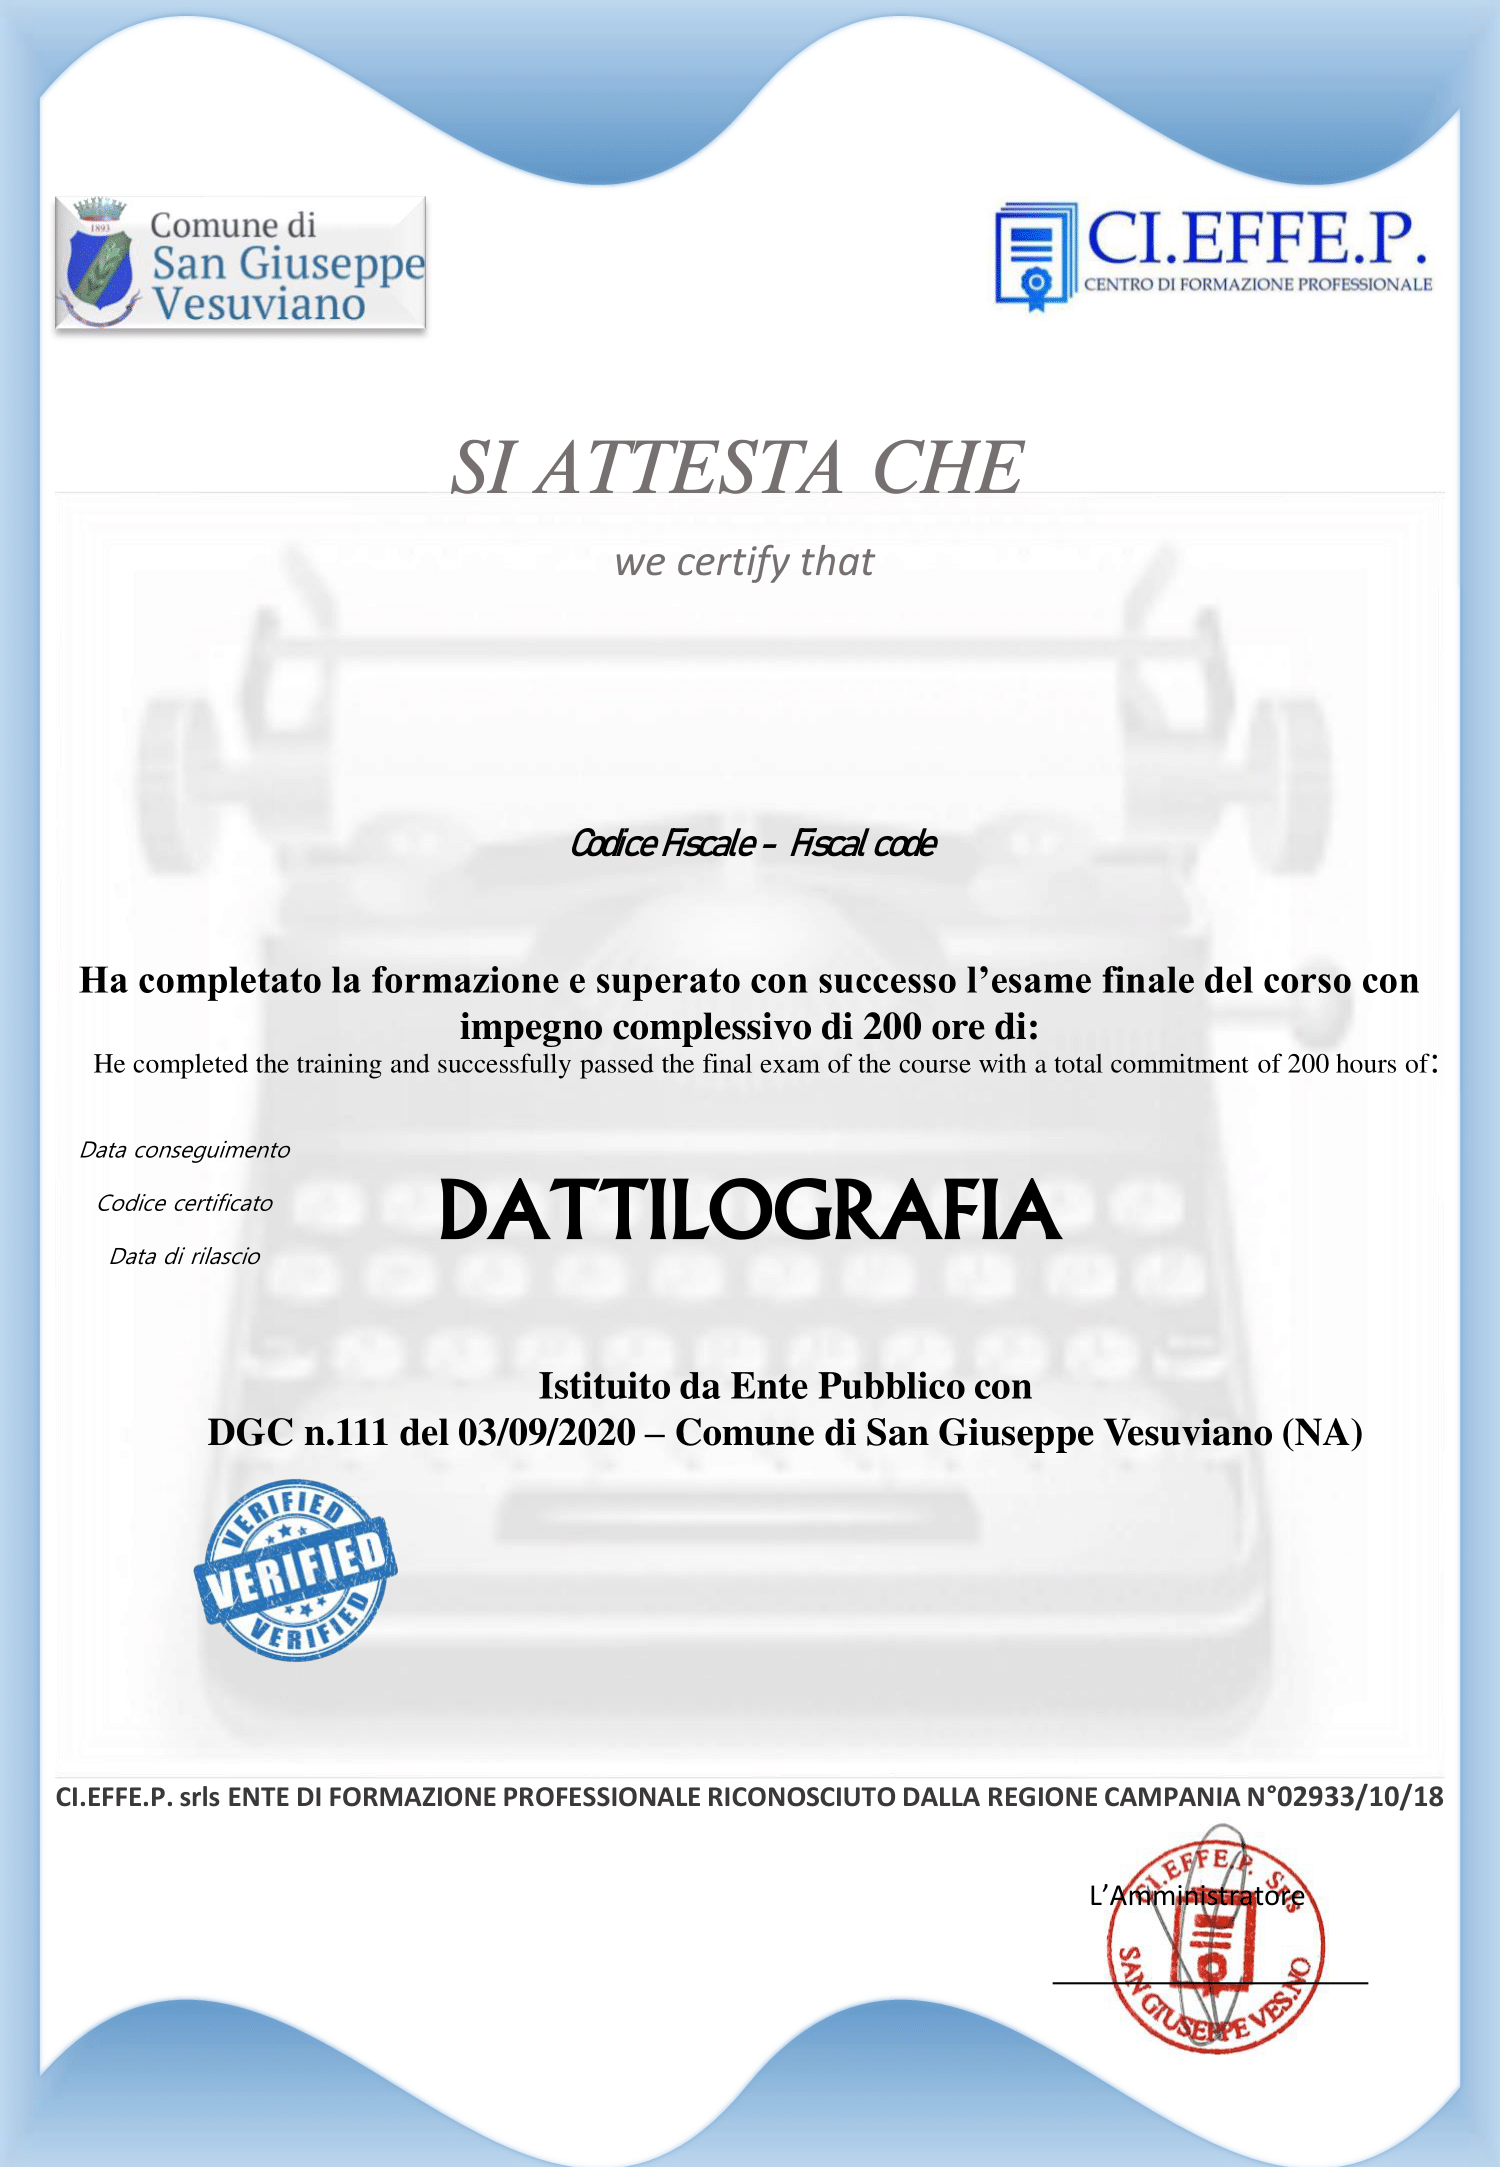 1893
Comune di
San Giuseppe
Vesuviano
CI.EFFE.P.
CENTRO DI FORMAZIONE PROFESSIONALE
SI ATTESTA CHE
we certify that
Codice Fiscale - Fiscal code
Ha completato la formazione e superato con successo l’esame finale del corso con
impegno complessivo di 200 ore di:
He completed the training and successfully passed the final exam of the course with a total commitment of 200 hours of:
Data conseguimento
Codice certificato
Data di rilascio
DATTILOGRAFIA
Istituito da Ente Pubblico con
DGC n.111 del 03/09/2020 – Comune di San Giuseppe Vesuviano (NA)
VERIFIED
VERIFIED
VERIFIED
CI.EFFE.P. srls ENTE DI FORMAZIONE PROFESSIONALE RICONOSCIUTO DALLA REGIONE CAMPANIA N°02933/10/18
L’Amministratore
CI.EFFE.P. Srls
SAN GIUSEPPE VES.NO